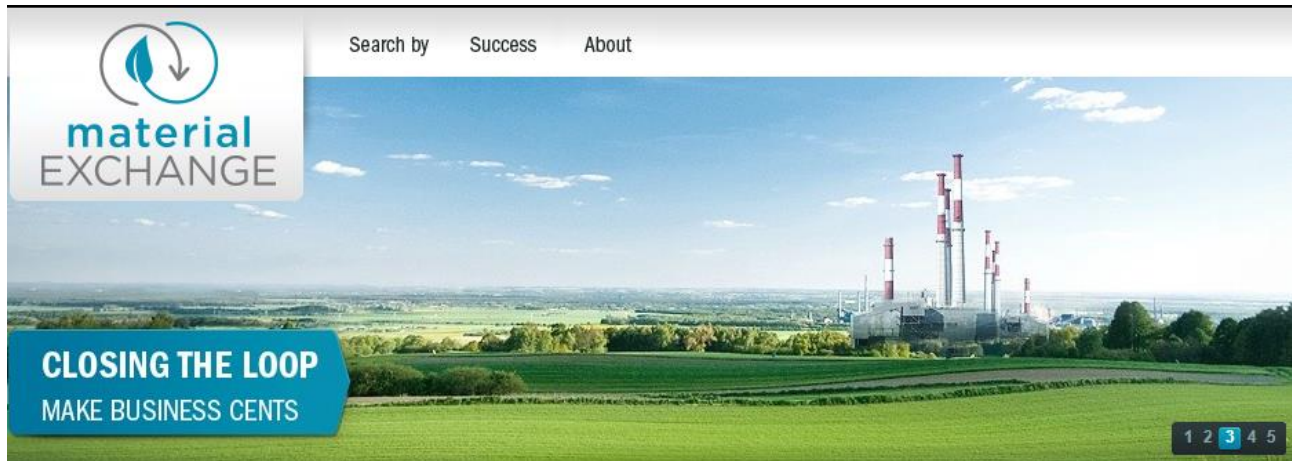 Search by Success About
material
EXCHANGE
CLOSING THE LOOP
MAKE BUSINESS CENTS
1 2 3 4 5